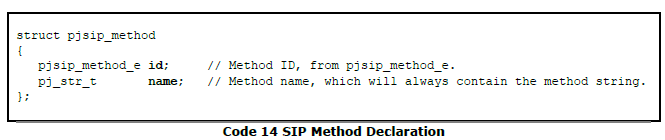 struct pjsip_method
{
   pjsip_method_e id;      // Method ID, from pjsip_method_e.
   pj_str_t       name;    // Method name, which will always contain the method string.
};
Code 14 SIP Method Declaration